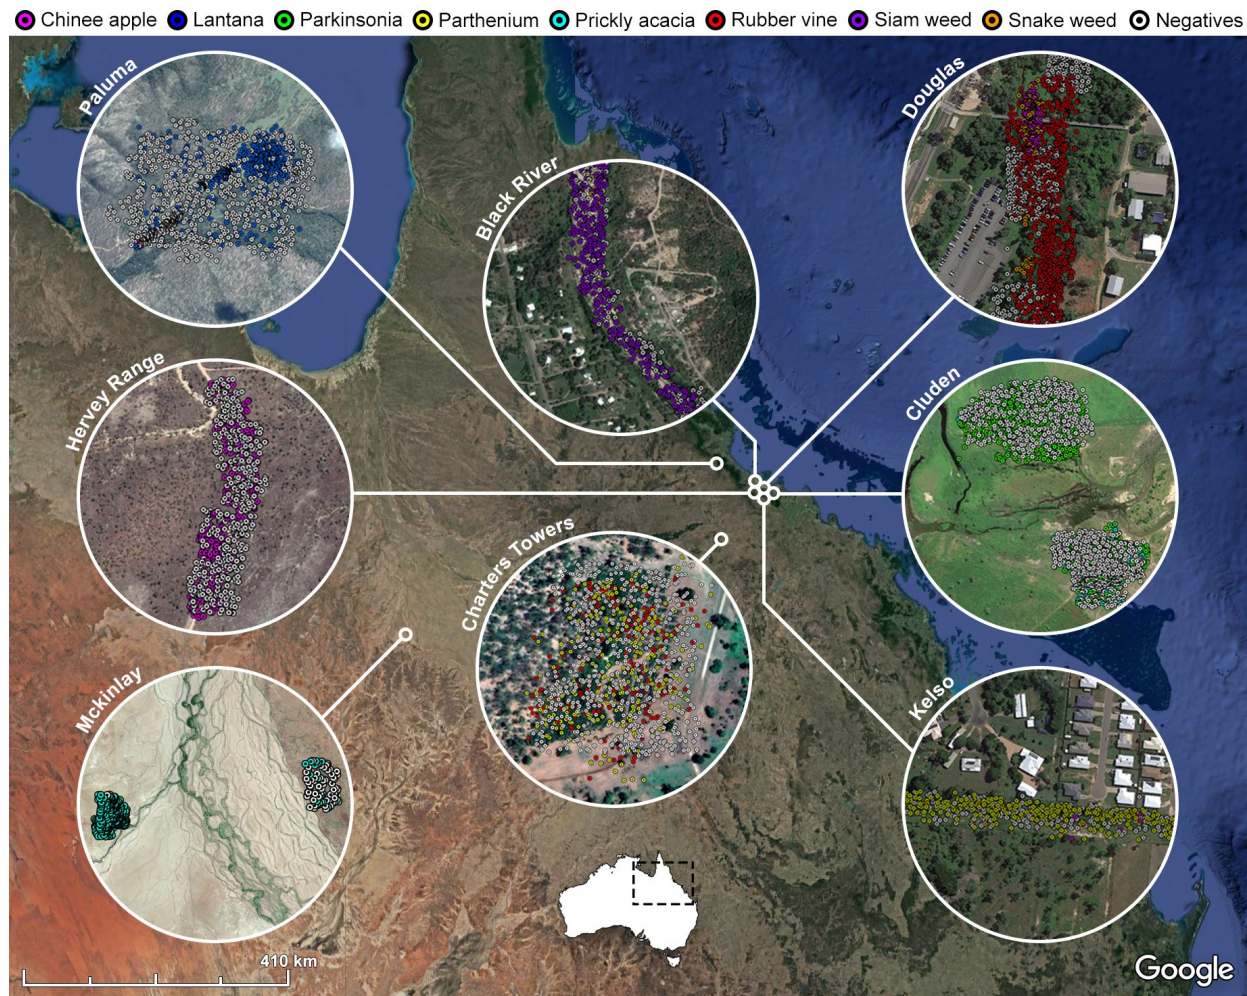 Chinee apple Lantana Parkinsonia Parthenium Prickly acacia Rubber vine Siam weed Snake weed Negatives
Paluma
Black River
Douglas
Hervey Range
Cluden
Charters Towers
Mckinlay
Kelso
410 km
Google